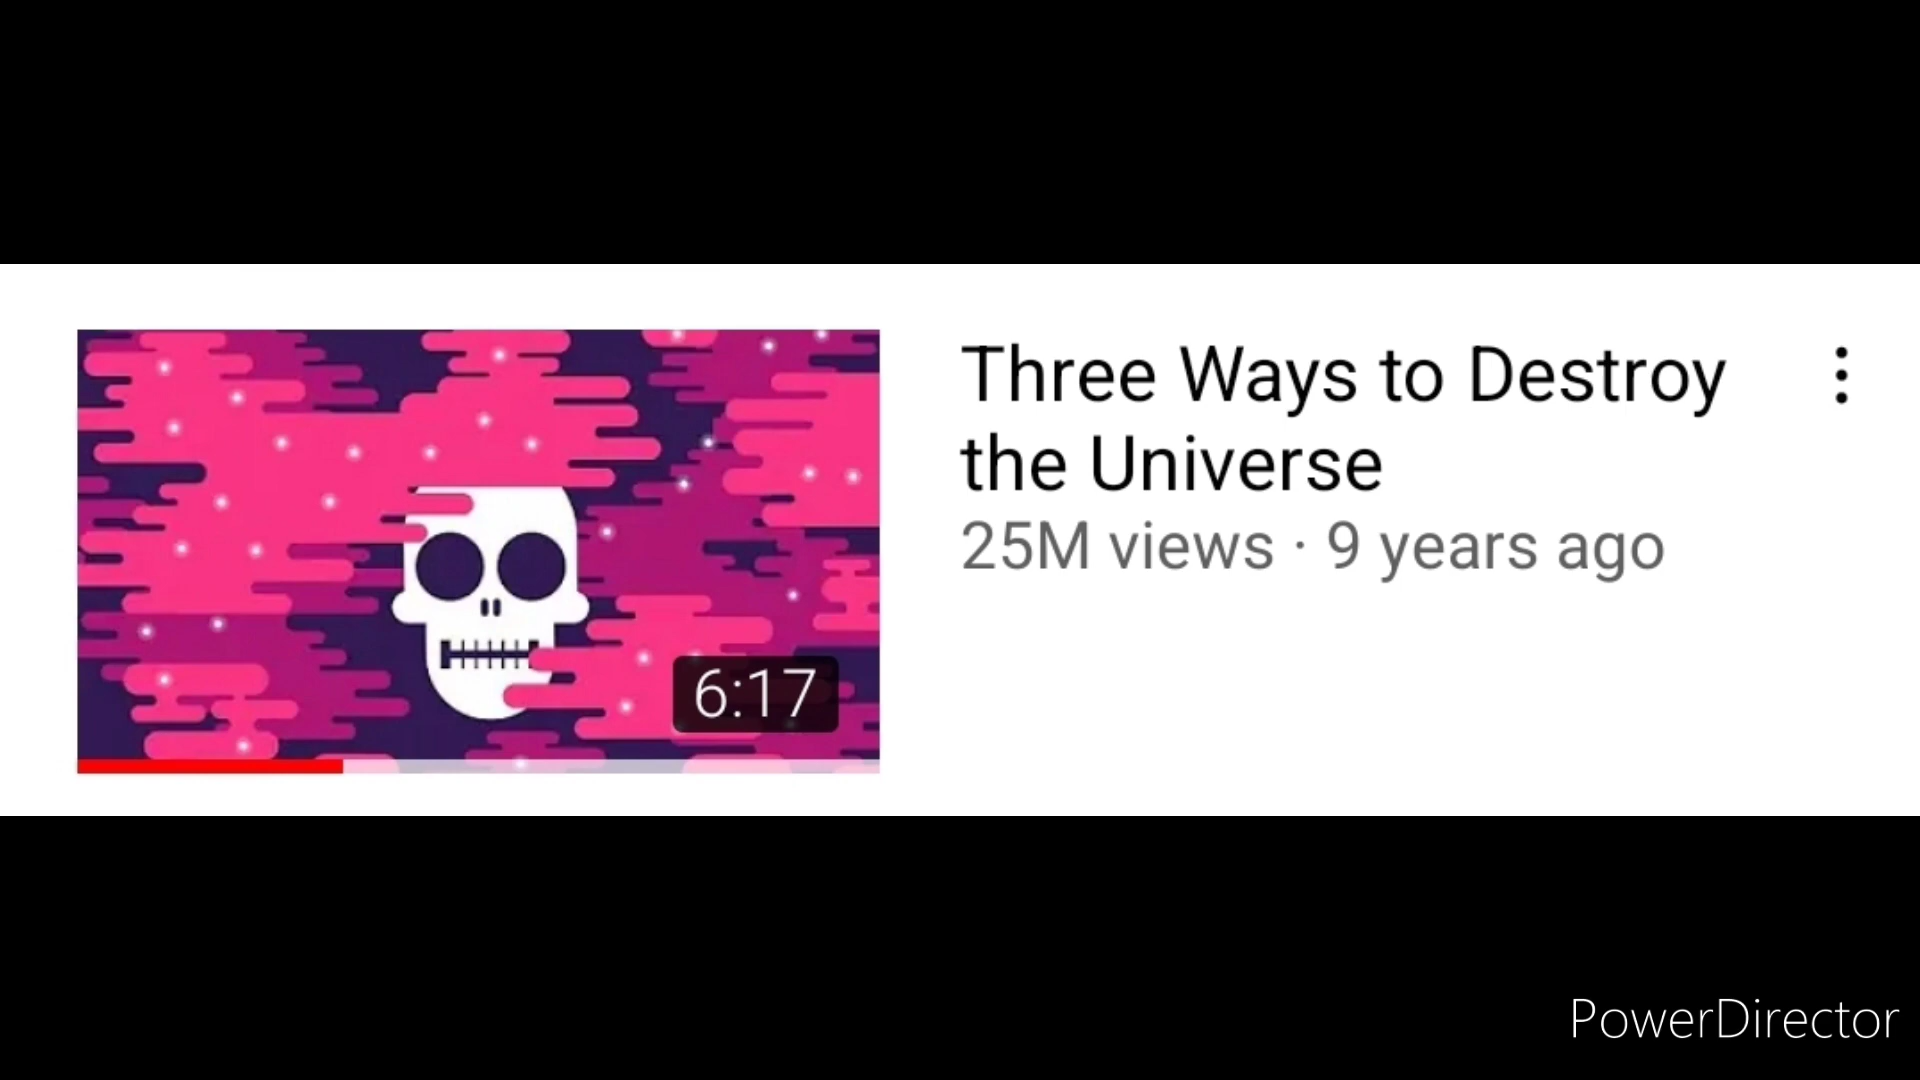 Three Ways to Destroy
the Universe
25M views · 9 years ago
6:17
PowerDirector